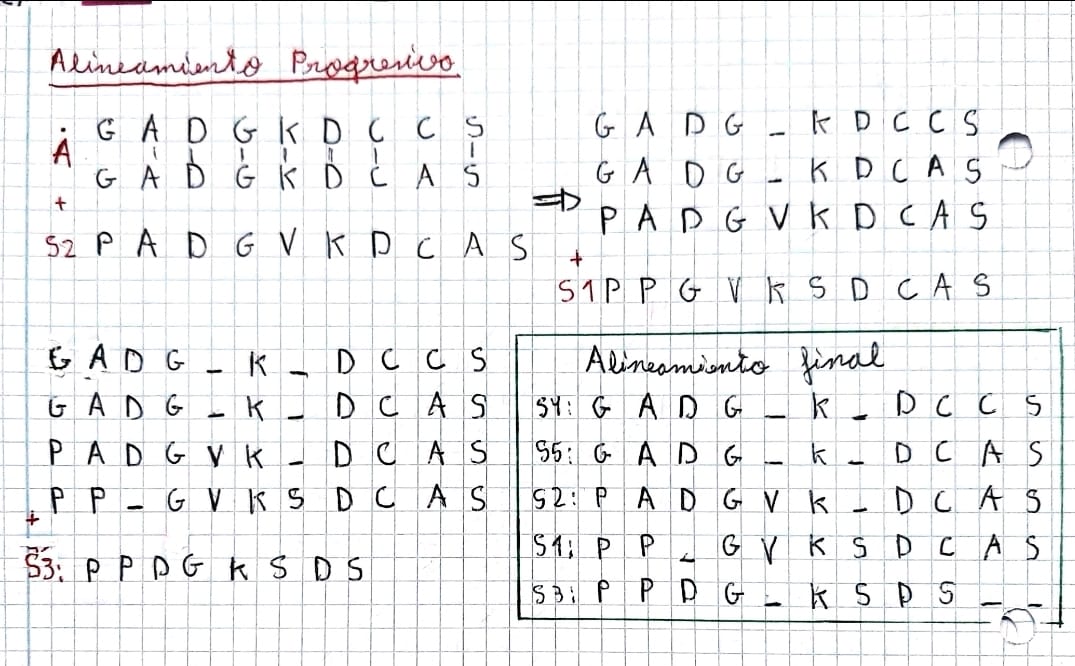 Alineamiento Progresivo
A G A D G K D C C S
G A D G K D C A S
+
S2 P A D G V K D C A S
⇒
G A D G _ K D C C S
G A D G _ K D C A S
P A D G V K D C A S
+
S1 P P G V K S D C A S
G A D G _ K _ D C C S
G A D G _ K _ D C A S
P A D G V K _ D C A S
P P _ G V K S D C A S
+
S3: P P D G K S D S
Alineamiento final
S4: G A D G _ K _ D C C S
S5: G A D G _ K _ D C A S
S2: P A D G V K _ D C A S
S1: P P _ G V K S D C A S
S3: P P D G _ K S D S _ _